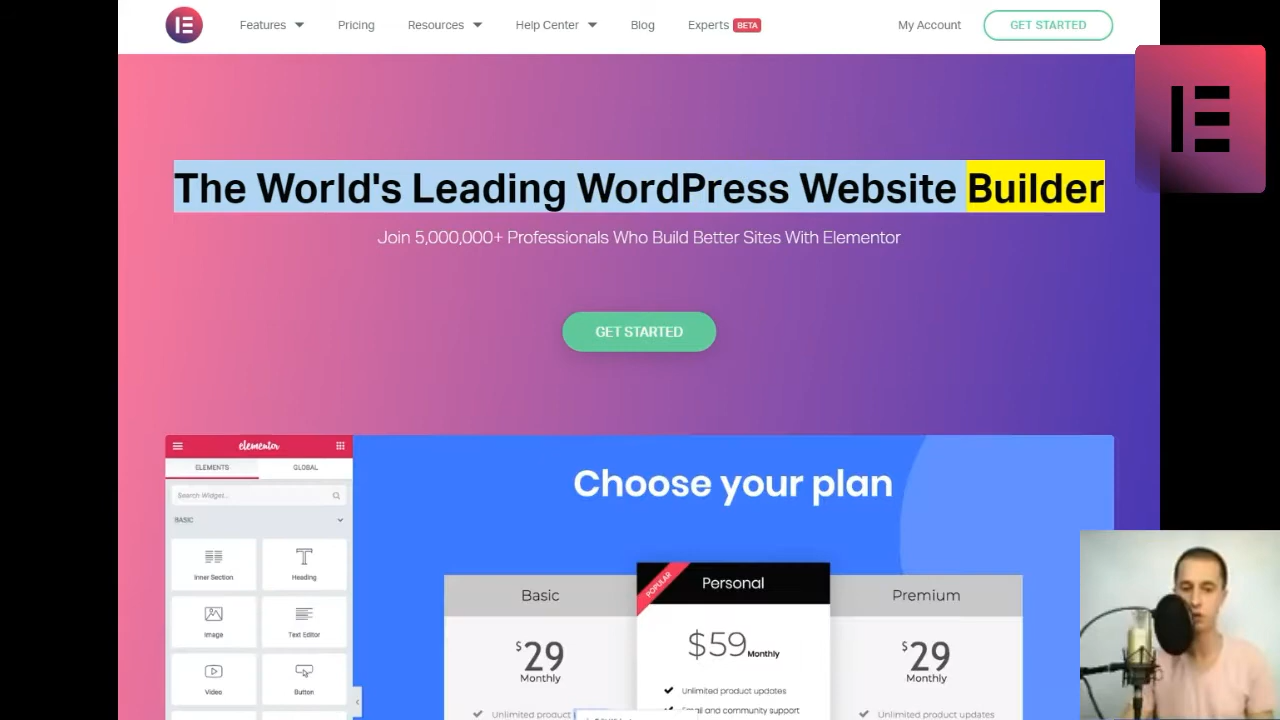 Features
Pricing
Resources
Help Center
Blog
Experts BETA
My Account
GET STARTED
The World's Leading WordPress Website Builder
Join 5,000,000+ Professionals Who Build Better Sites With Elementor
GET STARTED
elementor
ELEMENTS
GLOBAL
Search Widget...
BASIC
Inner Section
Heading
Image
Text Editor
Video
Button
Choose your plan
Basic
$29
Monthly
Unlimited product
POPULAR
Personal
$59 Monthly
Unlimited product updates
Email and community support
Premium
$29
Monthly
Unlimited product updates